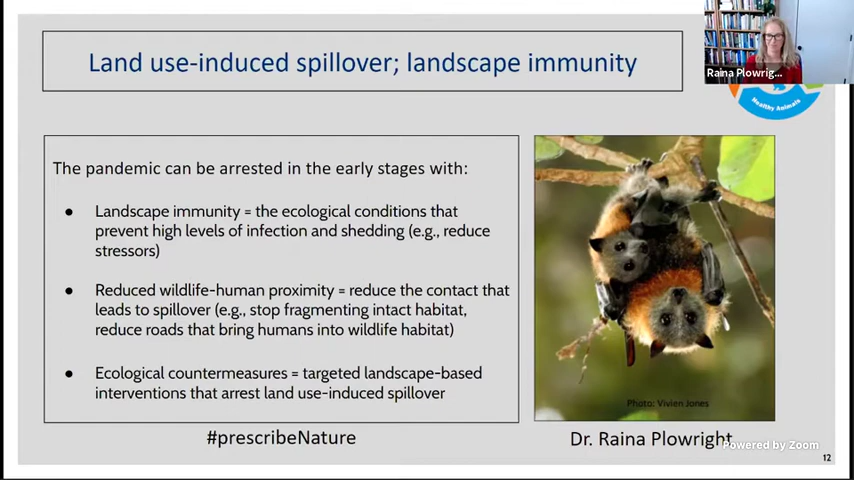 Land use-induced spillover; landscape immunity
Raina Plowrig...
Healthy Animals
The pandemic can be arrested in the early stages with:
● Landscape immunity = the ecological conditions that
prevent high levels of infection and shedding (e.g., reduce
stressors)
● Reduced wildlife-human proximity = reduce the contact that
leads to spillover (e.g., stop fragmenting intact habitat,
reduce roads that bring humans into wildlife habitat)
● Ecological countermeasures = targeted landscape-based
interventions that arrest land use-induced spillover
Photo: Vivien Jones
#prescribeNature
Dr. Raina Plowright
Powered by Zoom
12